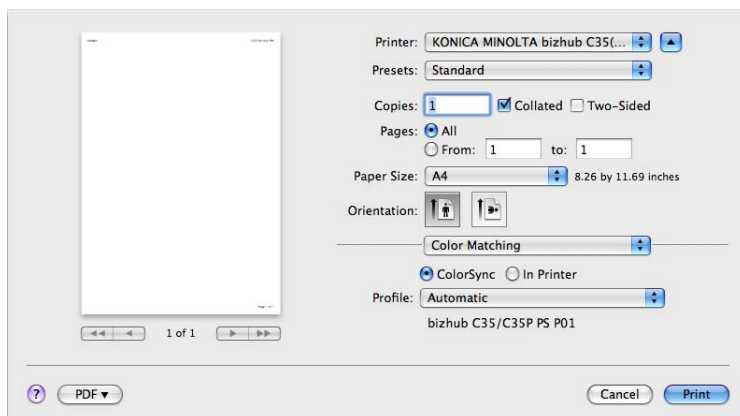 Printer: KONICA MINOLTA bizhub C35(...
Presets: Standard
Copies: 1 Collated Two-Sided
Pages: All
From: 1 to: 1
Paper Size: A4 8.26 by 11.69 inches
Orientation:
Color Matching
ColorSync In Printer
Profile: Automatic
bizhub C35/C35P PS P01
1 of 1
? PDF Cancel Print